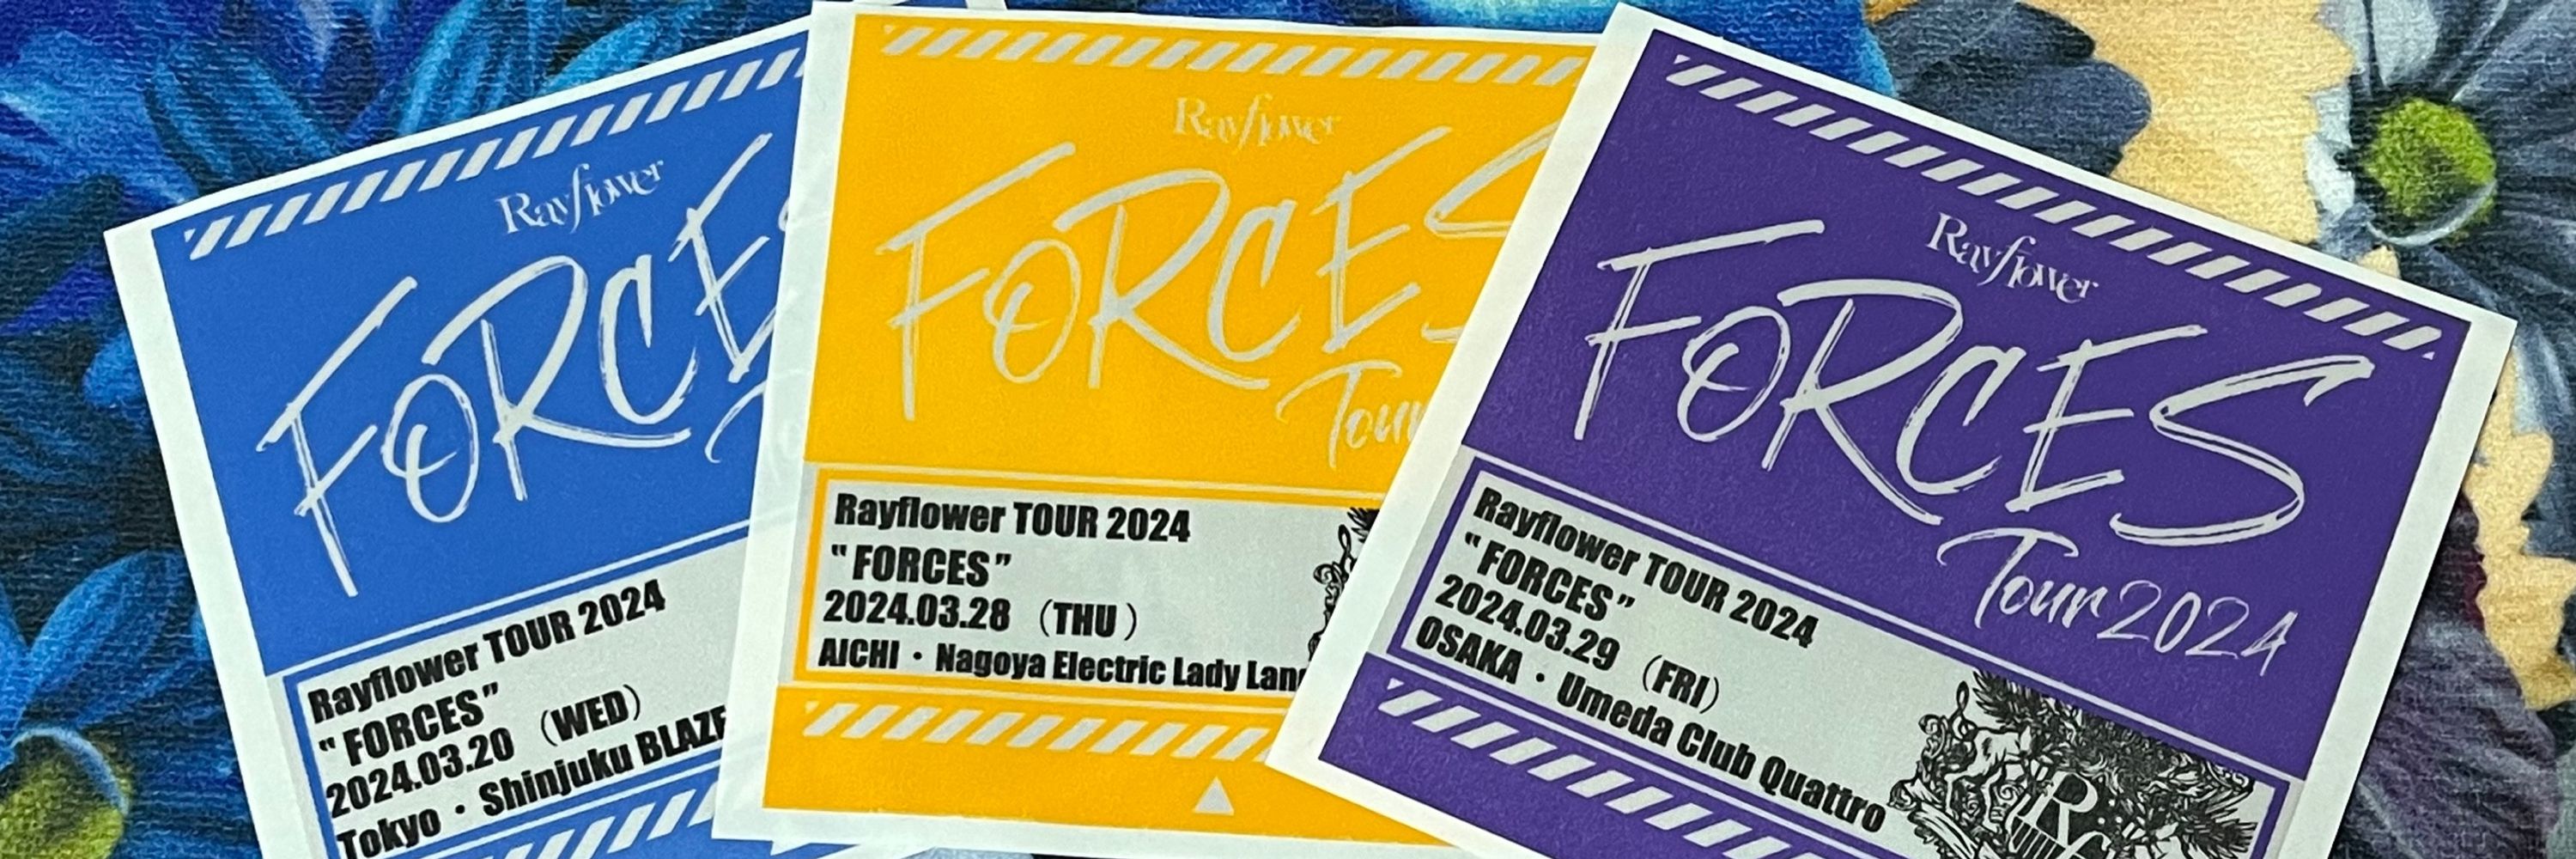 Rayflower
FORCES
Rayflower TOUR 2024
“FORCES”
2024.03.20 （WED）
Tokyo・Shinjuku BLAZE
Rayflower
FORCES
Tour
Rayflower TOUR 2024
“FORCES”
2024.03.28 （THU）
AICHI・Nagoya Electric Lady Lan
Rayflower
FORCES
Tour 2024
Rayflower TOUR 2024
“FORCES”
2024.03.29 （FRI）
OSAKA・Umeda Club Quattro